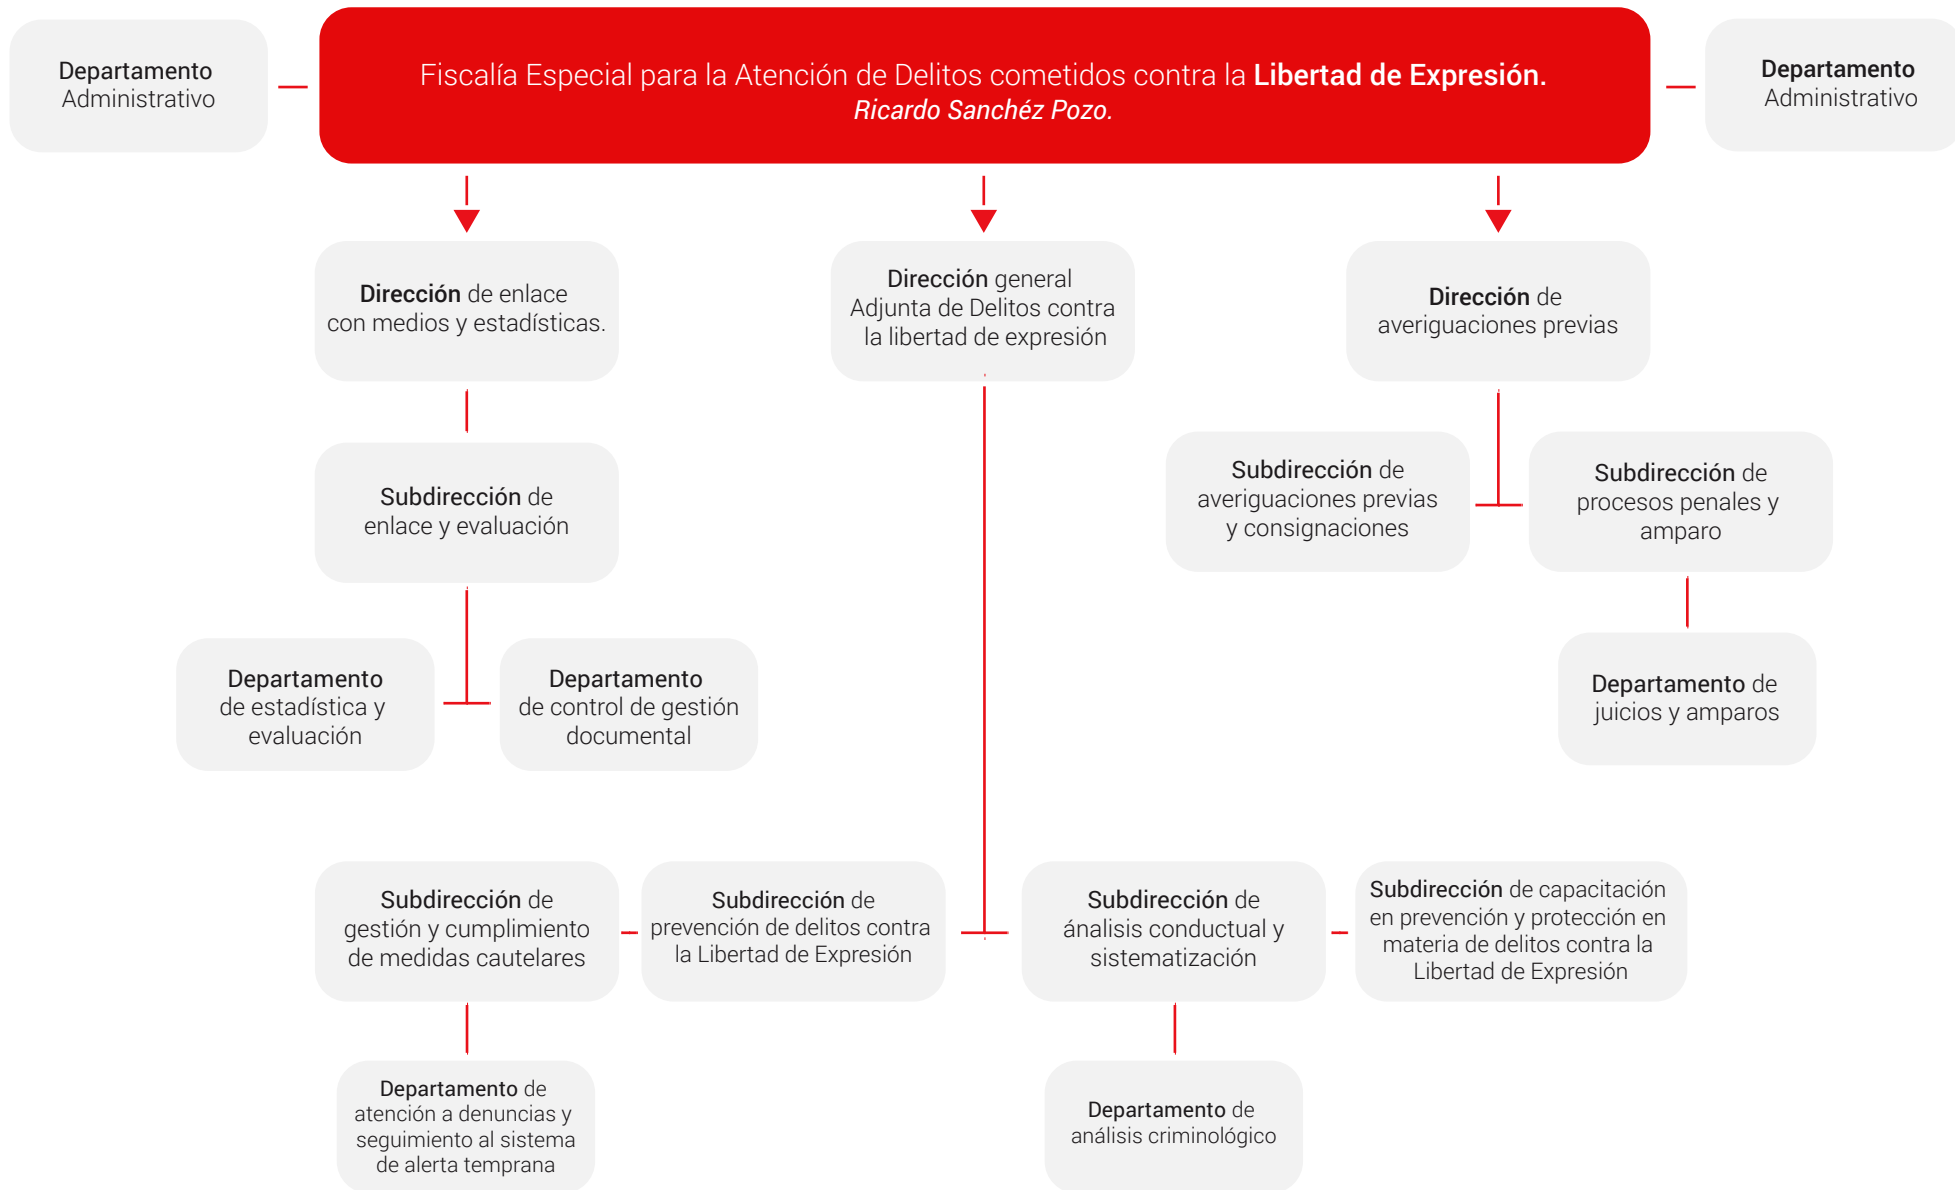 Departamento
Administrativo
Fiscalía Especial para la Atención de Delitos cometidos contra la Libertad de Expresión.
Ricardo Sanchéz Pozo.
Departamento
Administrativo
Dirección de enlace
con medios y estadísticas.
Dirección general
Adjunta de Delitos contra
la libertad de expresión
Dirección de
averiguaciones previas
Subdirección de
enlace y evaluación
Subdirección de
averiguaciones previas
y consignaciones
Subdirección de
procesos penales y
amparo
Departamento
de estadística y
evaluación
Departamento
de control de gestión
documental
Departamento de
juicios y amparos
Subdirección de
gestión y cumplimiento
de medidas cautelares
Subdirección de
prevención de delitos contra
la Libertad de Expresión
Subdirección de
ánalisis conductual y
sistematización
Subdirección de capacitación
en prevención y protección en
materia de delitos contra la
Libertad de Expresión
Departamento de
atención a denuncias y
seguimiento al sistema
de alerta temprana
Departamento de
análisis criminológico